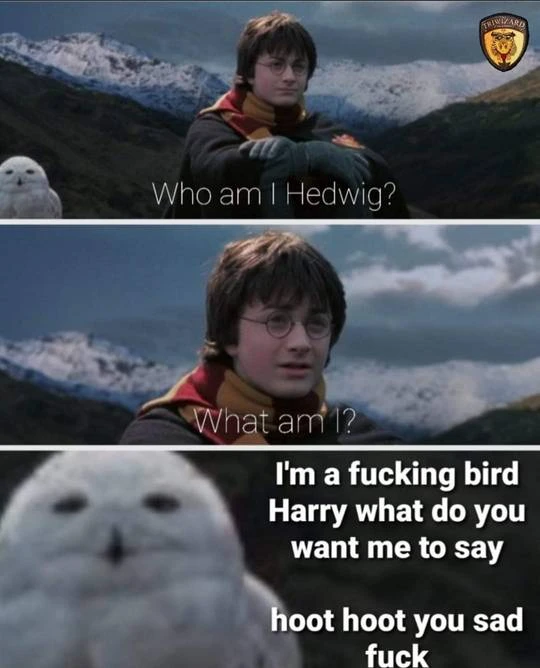 TRIWIZARD
Who am I Hedwig?
What am I?
I'm a fucking bird
Harry what do you
want me to say
hoot hoot you sad
fuck